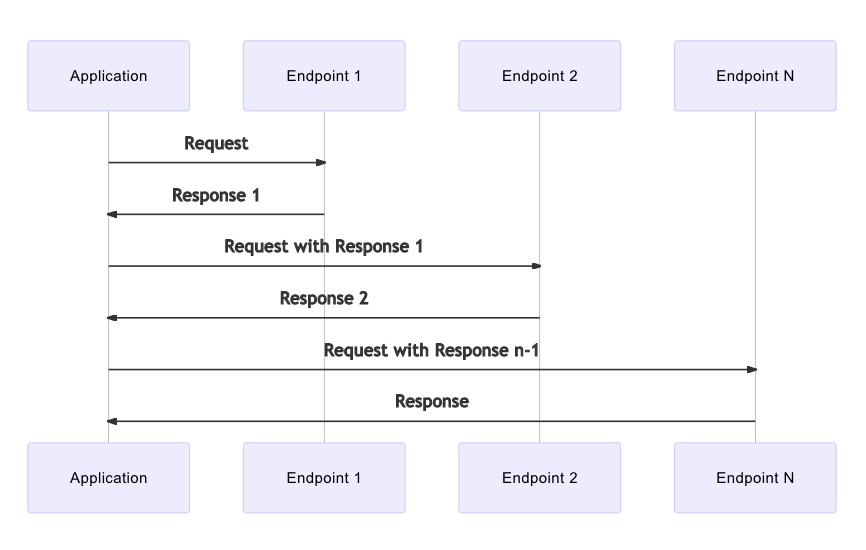 Application
Endpoint 1
Endpoint 2
Endpoint N
Request
Response 1
Request with Response 1
Response 2
Request with Response n-1
Response
Application
Endpoint 1
Endpoint 2
Endpoint N